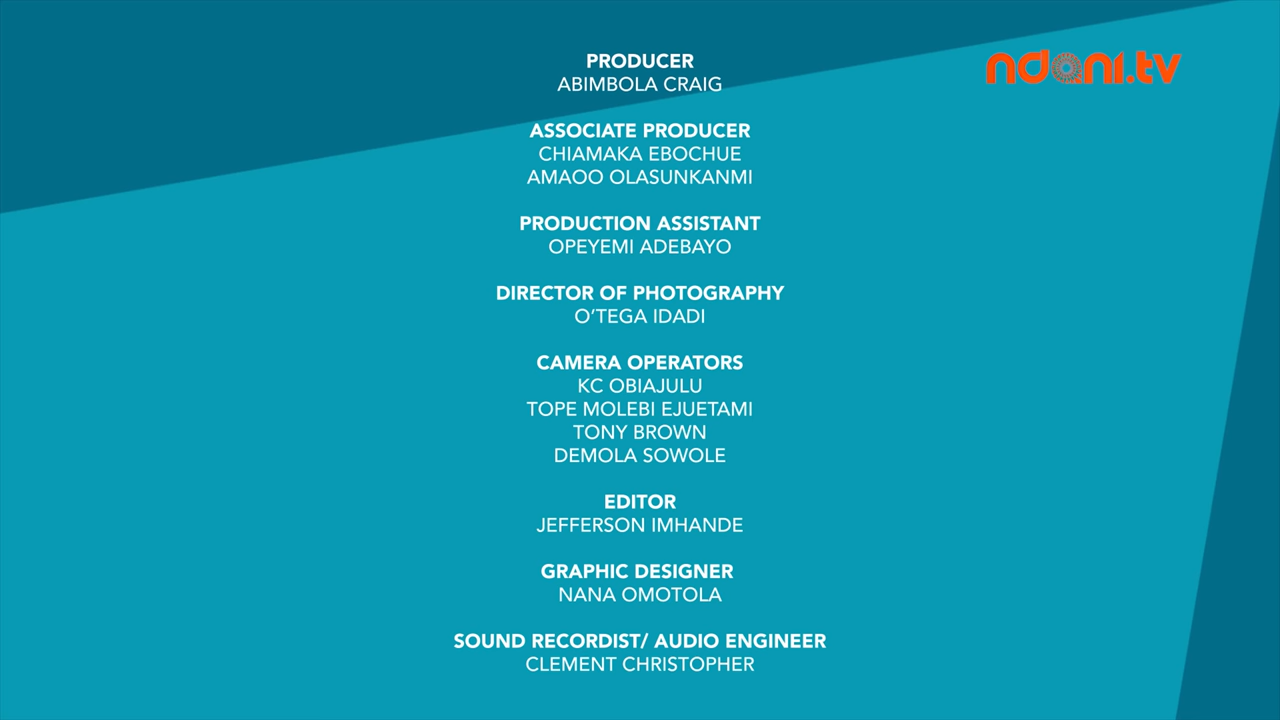 ndani.tv
PRODUCER
ABIMBOLA CRAIG
ASSOCIATE PRODUCER
CHIAMAKA EBOCHUE
AMAOO OLASUNKANMI
PRODUCTION ASSISTANT
OPEYEMI ADEBAYO
DIRECTOR OF PHOTOGRAPHY
O’TEGA IDADI
CAMERA OPERATORS
KC OBIAJULU
TOPE MOLEBI EJUETAMI
TONY BROWN
DEMOLA SOWOLE
EDITOR
JEFFERSON IMHANDE
GRAPHIC DESIGNER
NANA OMOTOLA
SOUND RECORDIST/ AUDIO ENGINEER
CLEMENT CHRISTOPHER